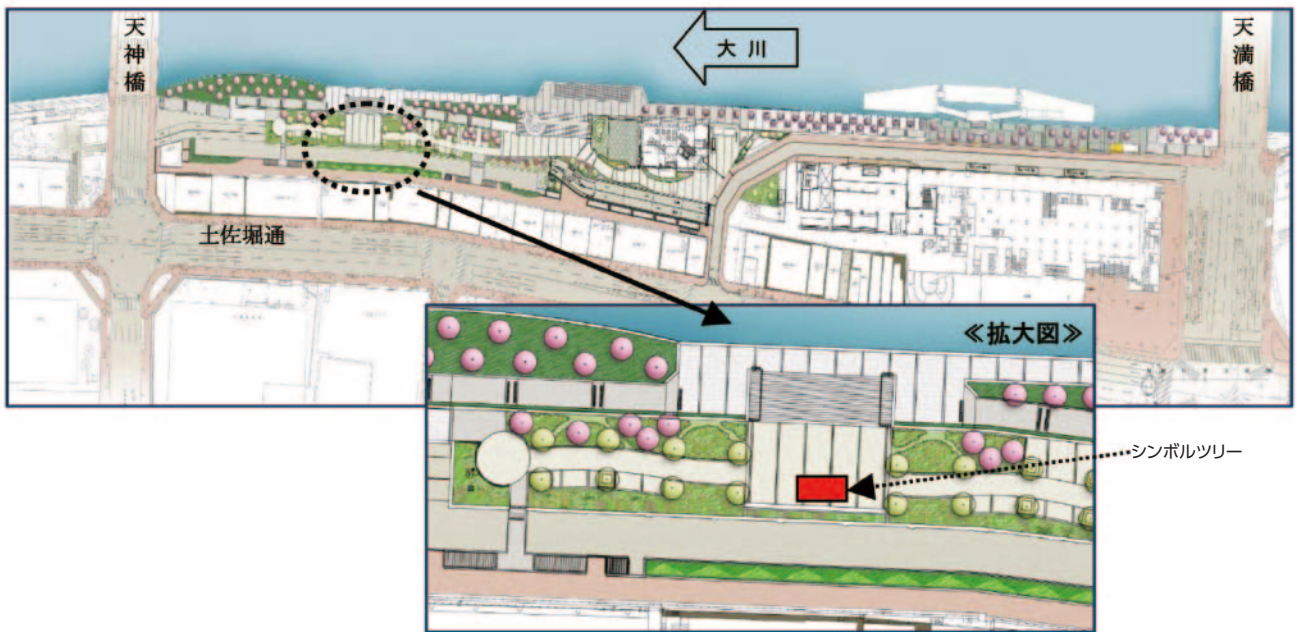 天神橋
大川
天満橋
土佐堀通
≪拡大図≫
シンボルツリー